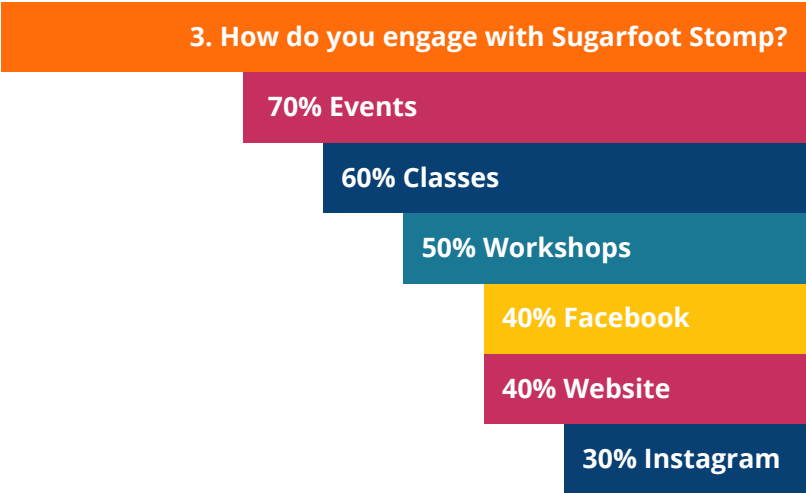 3. How do you engage with Sugarfoot Stomp?
70% Events
60% Classes
50% Workshops
40% Facebook
40% Website
30% Instagram